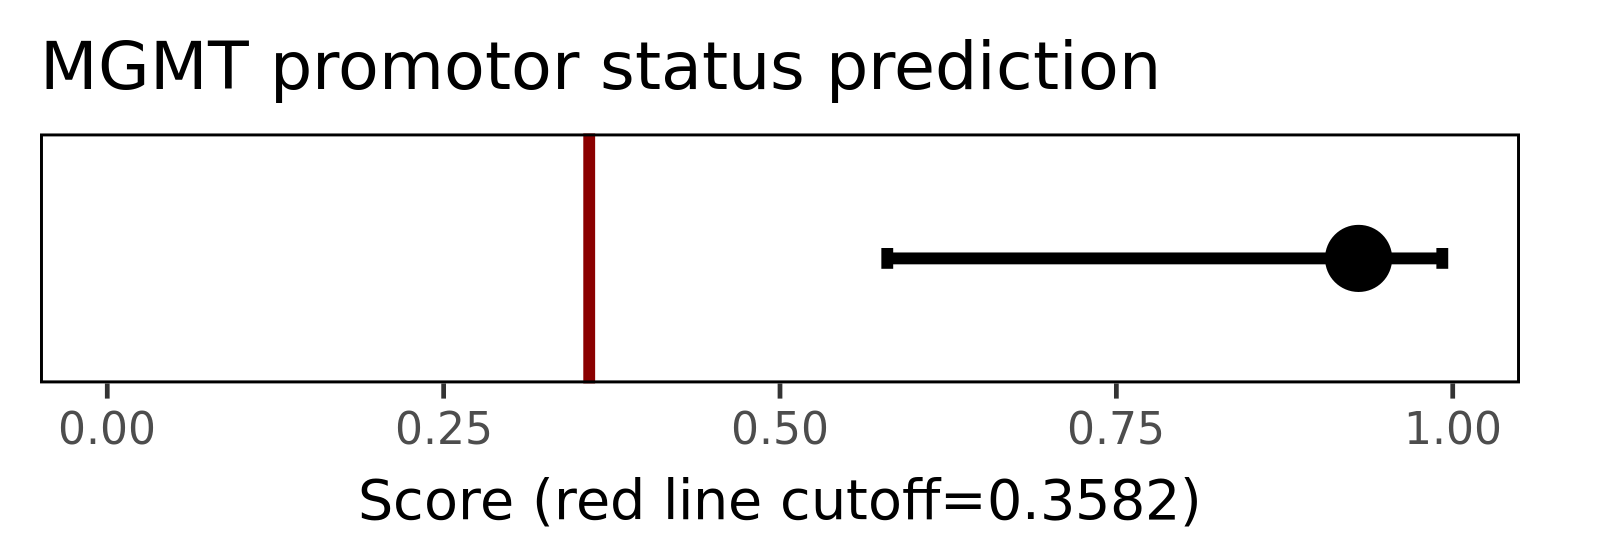 MGMT promotor status prediction
0.00 0.25 0.50 0.75 1.00
Score (red line cutoff=0.3582)